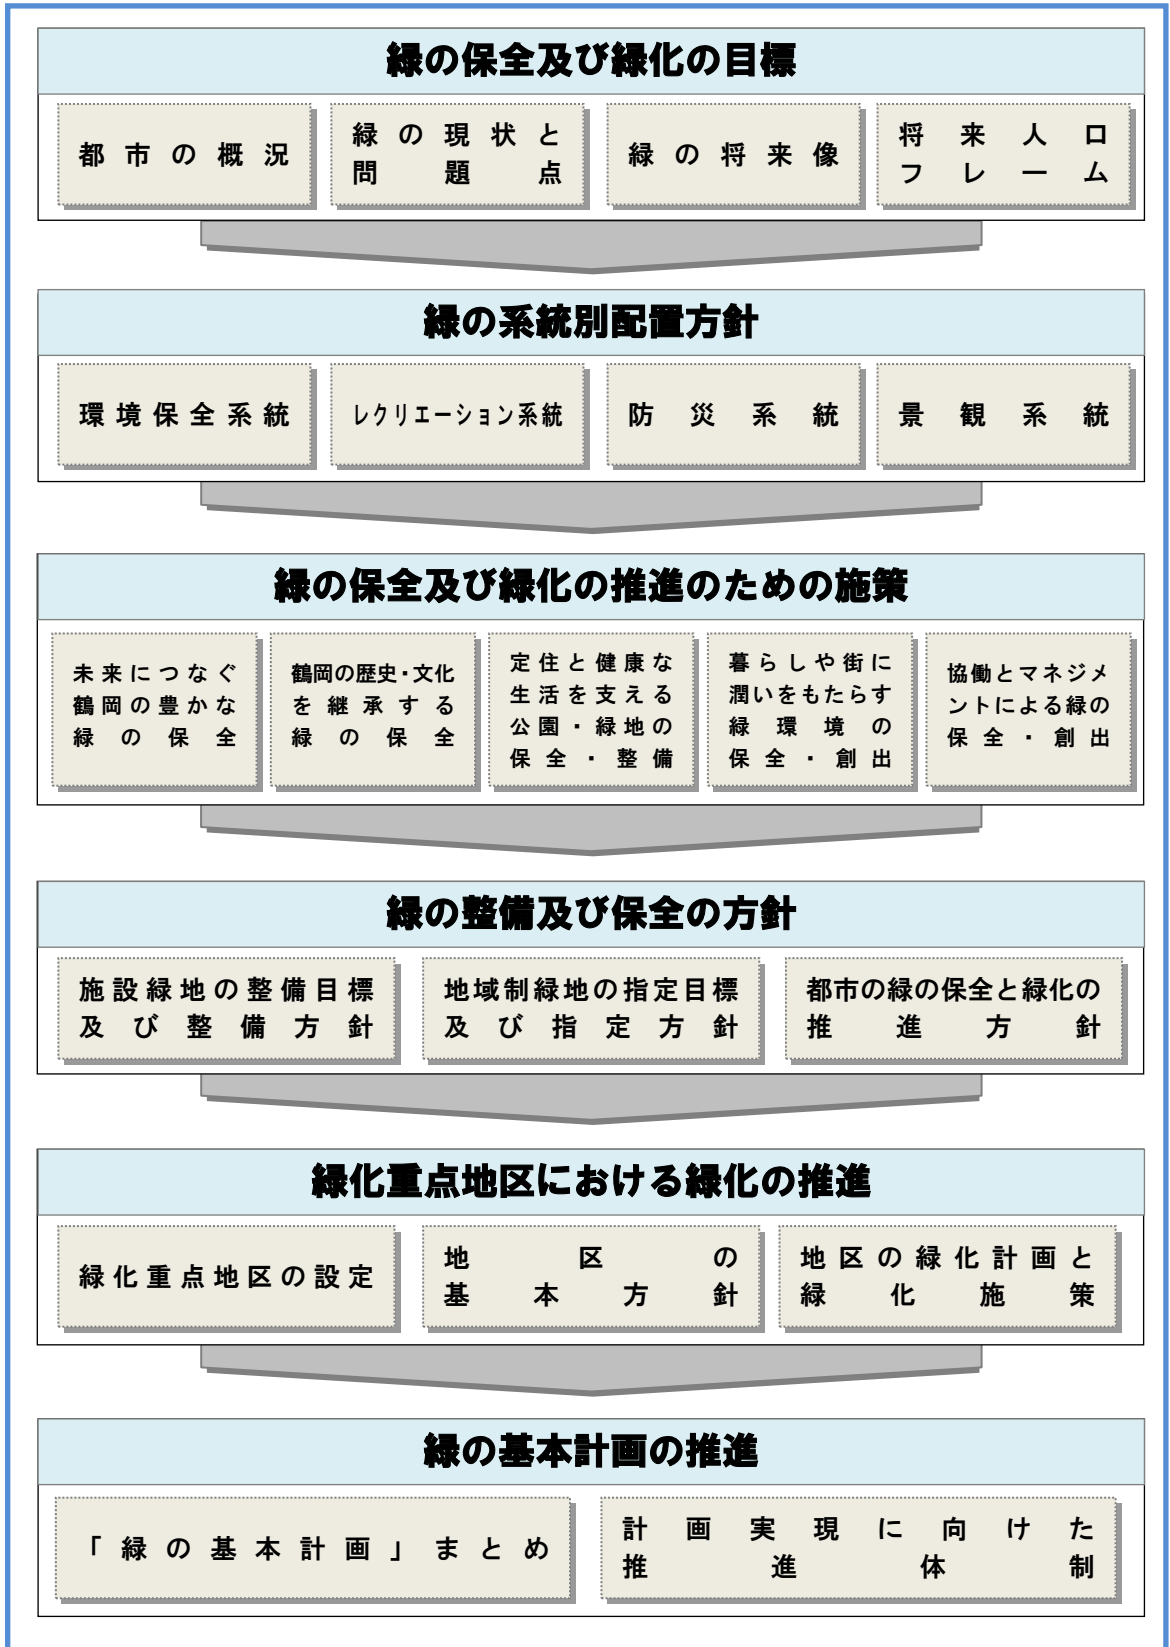 緑の保全及び緑化の目標
都市の概況
緑の現状と
問題点
緑の将来像
将来人口
フレーム
緑の系統別配置方針
環境保全系統
レクリエーション系統
防災系統
景観系統
緑の保全及び緑化の推進のための施策
未来につなぐ
鶴岡の豊かな
緑の保全
鶴岡の歴史・文化
を継承する
緑の保全
定住と健康な
生活を支える
公園・緑地の
保全・整備
暮らしや街に
潤いをもたらす
緑環境の
保全・創出
協働とマネジメ
ントによる緑の
保全・創出
緑の整備及び保全の方針
施設緑地の整備目標
及び整備方針
地域制緑地の指定目標
及び指定方針
都市の緑の保全と緑化の
推進方針
緑化重点地区における緑化の推進
緑化重点地区の設定
地区の
基本方針
地区の緑化計画と
緑化施策
緑の基本計画の推進
「緑の基本計画」まとめ
計画実現に向けた
推進体制